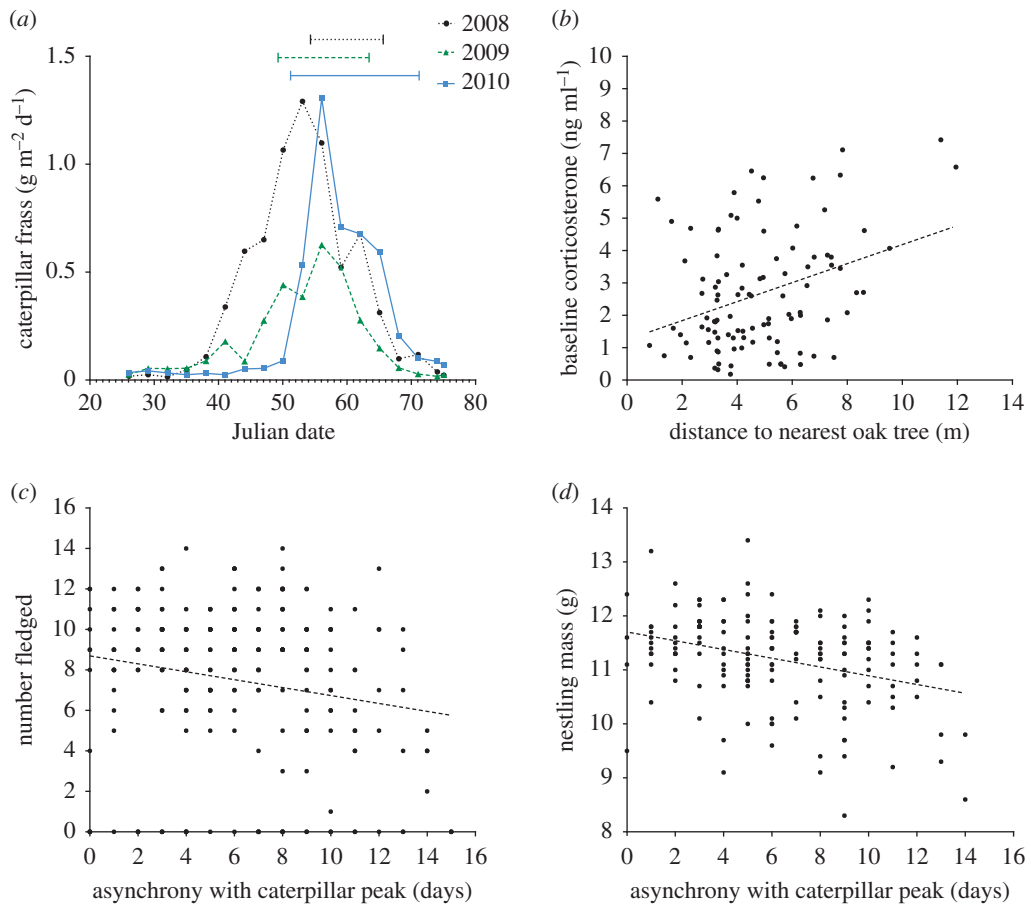 (a)
2008
2009
2010
caterpillar frass (g m⁻² d⁻¹)
1.5
1.0
0.5
0
20 30 40 50 60 70 80
Julian date
(b)
baseline corticosterone (ng ml⁻¹)
10
9
8
7
6
5
4
3
2
1
0
0 2 4 6 8 10 12 14
distance to nearest oak tree (m)
(c)
number fledged
16
14
12
10
8
6
4
2
0
0 2 4 6 8 10 12 14 16
asynchrony with caterpillar peak (days)
(d)
nestling mass (g)
14
13
12
11
10
9
8
0 2 4 6 8 10 12 14 16
asynchrony with caterpillar peak (days)